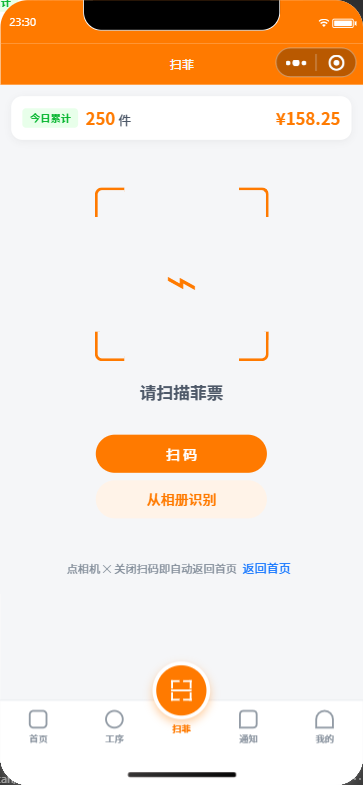 计
23:30
扫菲
今日累计 250 件 ¥158.25
请扫描菲票
扫码
从相册识别
点相机×关闭扫码即自动返回首页 返回首页
首页 工序 扫菲 通知 我的